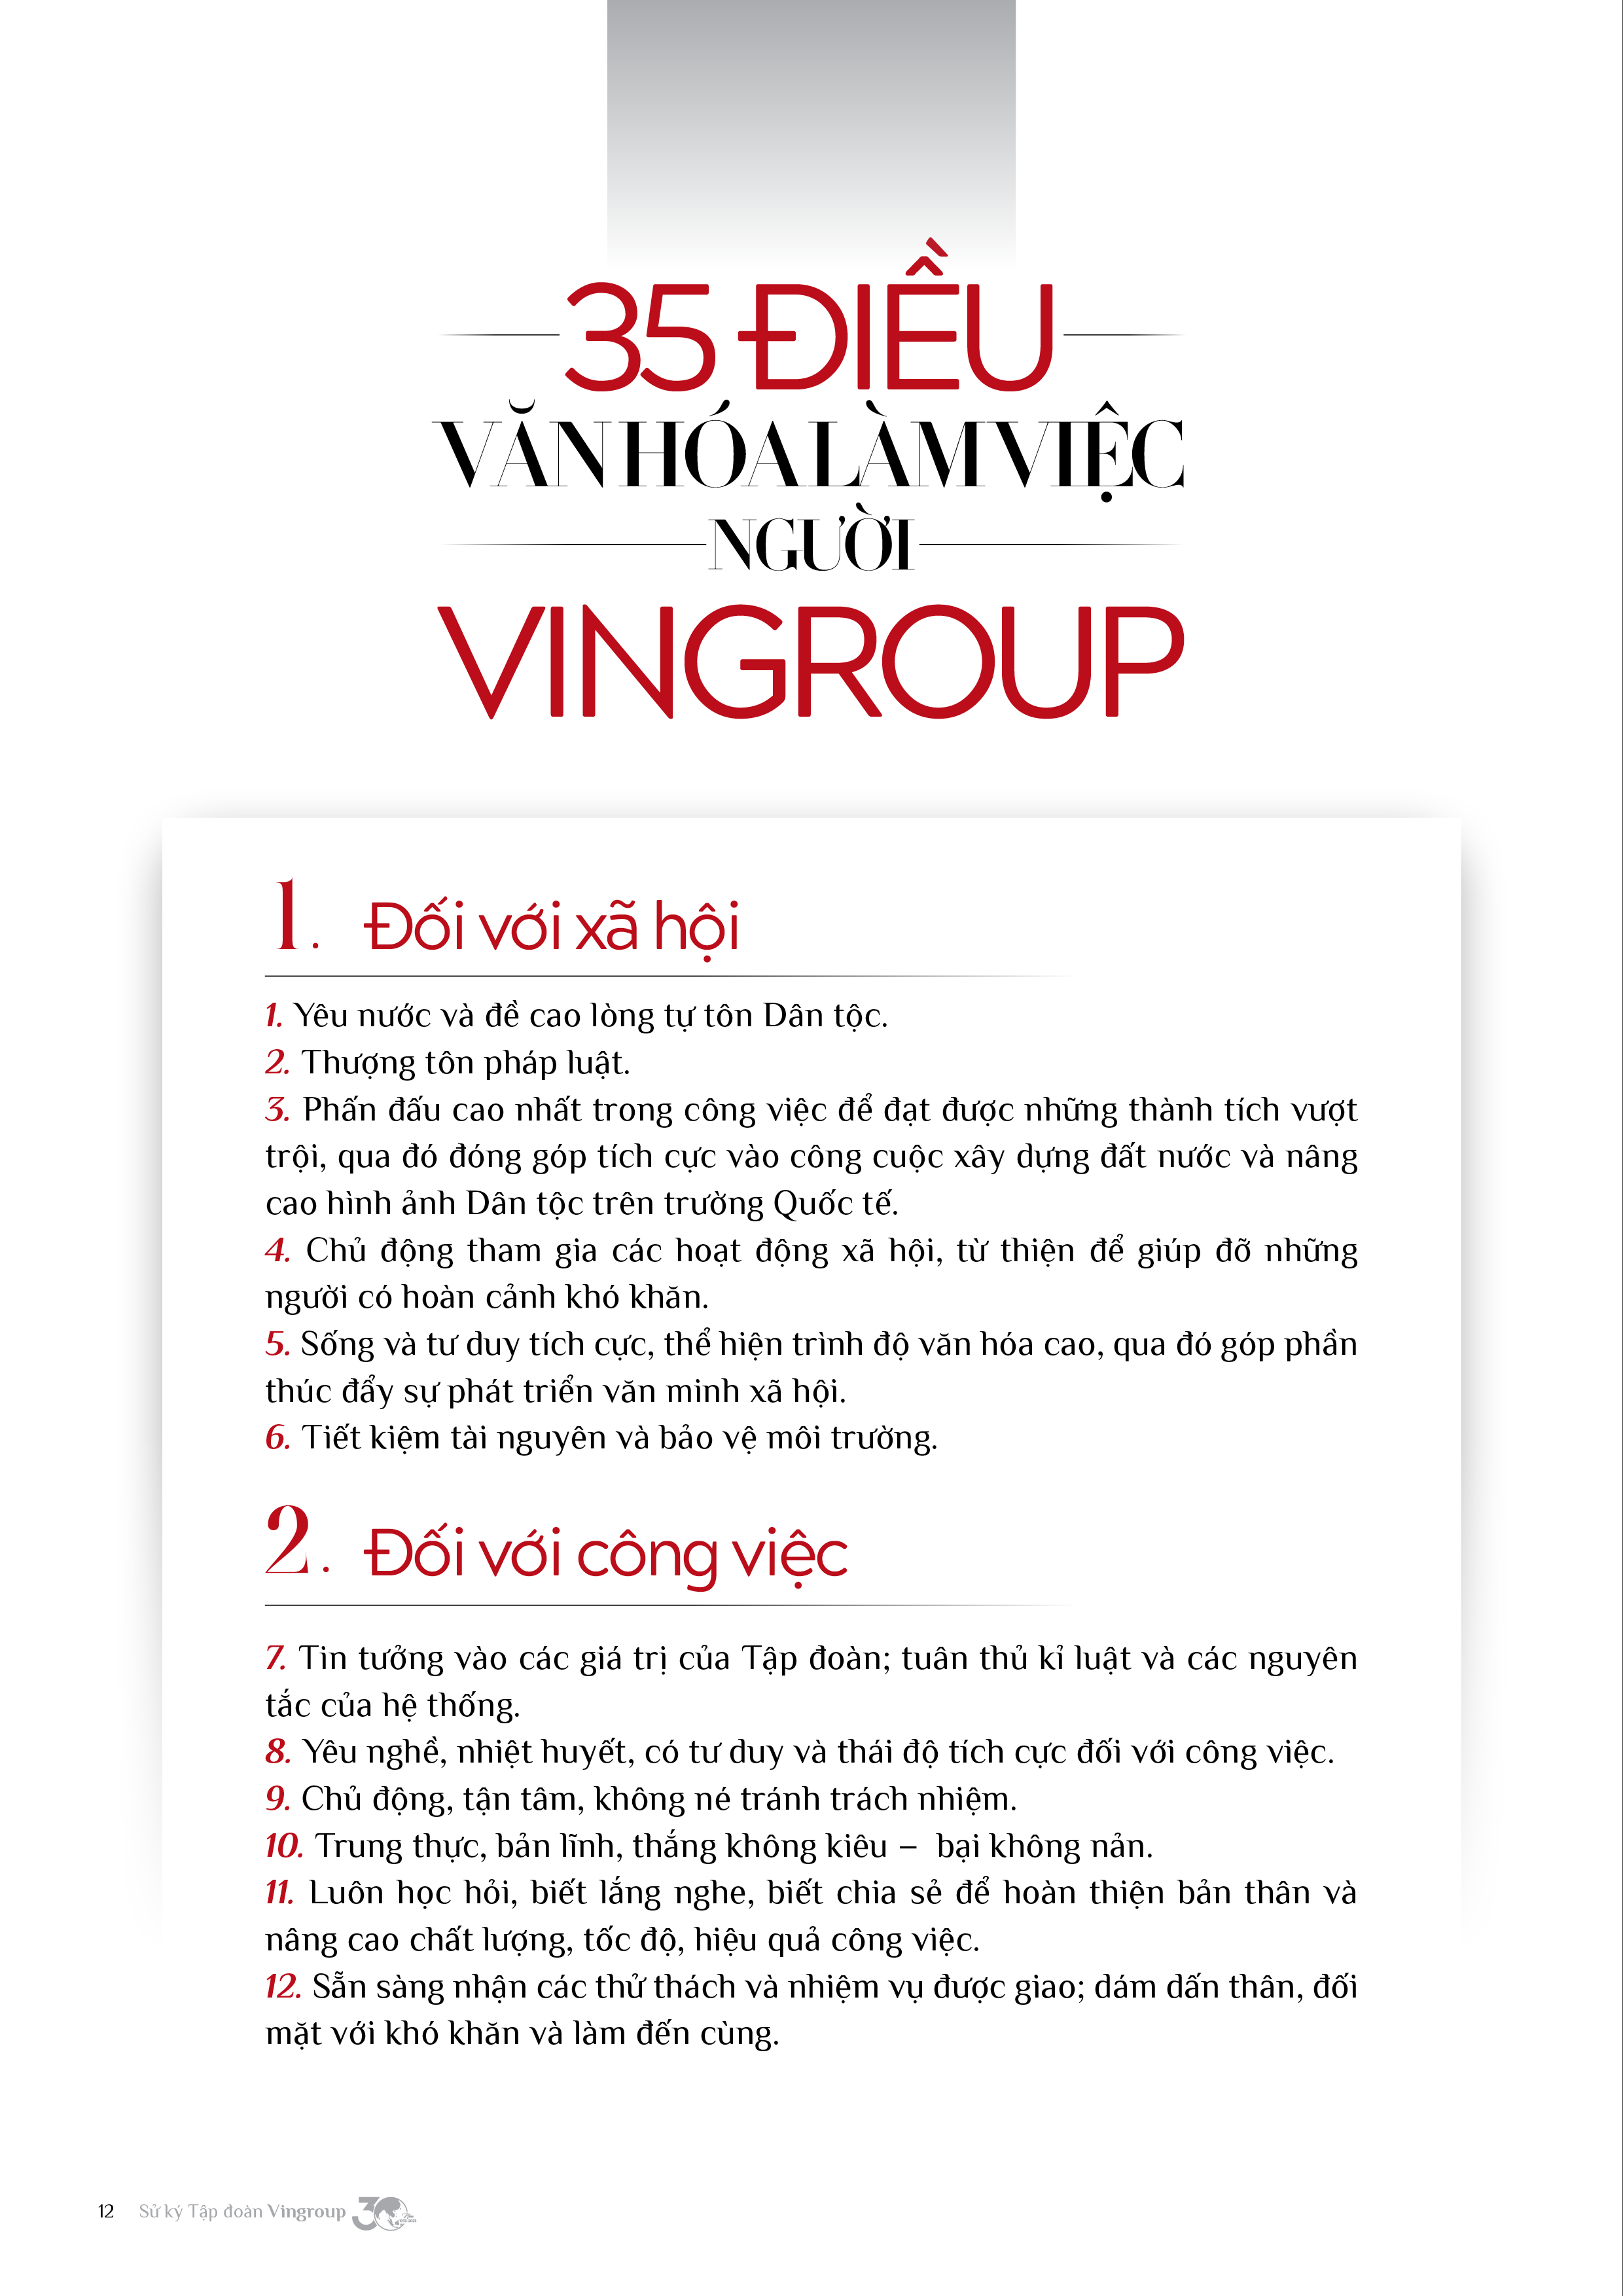 35 ĐIỀU
VĂN HÓA LÀM VIỆC
NGƯỜI
VINGROUP
1. Đối với xã hội
1. Yêu nước và đề cao lòng tự tôn Dân tộc.
2. Thượng tôn pháp luật.
3. Phấn đấu cao nhất trong công việc để đạt được những thành tích vượt
trội, qua đó đóng góp tích cực vào công cuộc xây dựng đất nước và nâng
cao hình ảnh Dân tộc trên trường Quốc tế.
4. Chủ động tham gia các hoạt động xã hội, từ thiện để giúp đỡ những
người có hoàn cảnh khó khăn.
5. Sống và tư duy tích cực, thể hiện trình độ văn hóa cao, qua đó góp phần
thúc đẩy sự phát triển văn minh xã hội.
6. Tiết kiệm tài nguyên và bảo vệ môi trường.
2. Đối với công việc
7. Tin tưởng vào các giá trị của Tập đoàn; tuân thủ kỉ luật và các nguyên
tắc của hệ thống.
8. Yêu nghề, nhiệt huyết, có tư duy và thái độ tích cực đối với công việc.
9. Chủ động, tận tâm, không né tránh trách nhiệm.
10. Trung thực, bản lĩnh, thắng không kiêu – bại không nản.
11. Luôn học hỏi, biết lắng nghe, biết chia sẻ để hoàn thiện bản thân và
nâng cao chất lượng, tốc độ, hiệu quả công việc.
12. Sẵn sàng nhận các thử thách và nhiệm vụ được giao; dám dấn thân, đối
mặt với khó khăn và làm đến cùng.
12 Sử ký Tập đoàn Vingroup 30